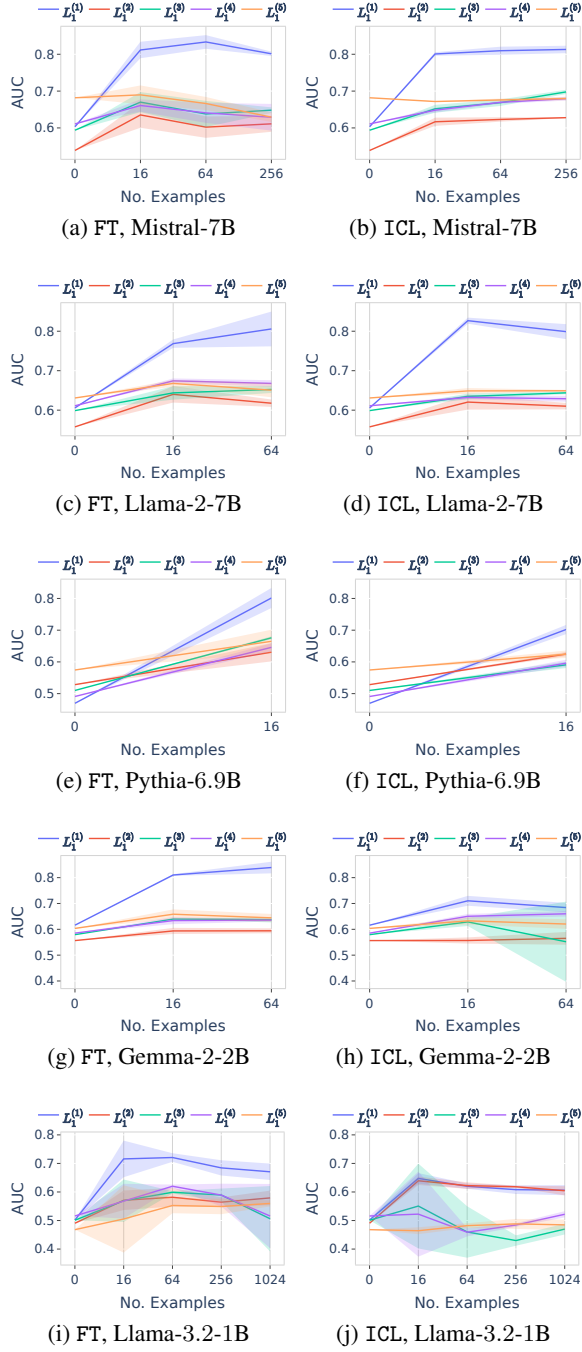 L₁⁽¹⁾ L₁⁽²⁾ L₁⁽³⁾ L₁⁽⁴⁾ L₁⁽⁵⁾ L₁⁽¹⁾ L₁⁽²⁾ L₁⁽³⁾ L₁⁽⁴⁾ L₁⁽⁵⁾
0.8 0.8
AUC AUC
0.6 0.6
0 16 64 256 0 16 64 256
No. Examples No. Examples
(a) FT, Mistral-7B (b) ICL, Mistral-7B
L₁⁽¹⁾ L₁⁽²⁾ L₁⁽³⁾ L₁⁽⁴⁾ L₁⁽⁵⁾ L₁⁽¹⁾ L₁⁽²⁾ L₁⁽³⁾ L₁⁽⁴⁾ L₁⁽⁵⁾
0.8 0.8
AUC AUC
0.6 0.6
0 16 64 0 16 64
No. Examples No. Examples
(c) FT, Llama-2-7B (d) ICL, Llama-2-7B
L₁⁽¹⁾ L₁⁽²⁾ L₁⁽³⁾ L₁⁽⁴⁾ L₁⁽⁵⁾ L₁⁽¹⁾ L₁⁽²⁾ L₁⁽³⁾ L₁⁽⁴⁾ L₁⁽⁵⁾
0.8 0.8
0.7 0.7
AUC AUC
0.6 0.6
0.5 0.5
0 16 0 16
No. Examples No. Examples
(e) FT, Pythia-6.9B (f) ICL, Pythia-6.9B
L₁⁽¹⁾ L₁⁽²⁾ L₁⁽³⁾ L₁⁽⁴⁾ L₁⁽⁵⁾ L₁⁽¹⁾ L₁⁽²⁾ L₁⁽³⁾ L₁⁽⁴⁾ L₁⁽⁵⁾
0.8 0.8
0.7 0.7
AUC AUC
0.6 0.6
0.5 0.5
0.4 0.4
0 16 64 0 16 64
No. Examples No. Examples
(g) FT, Gemma-2-2B (h) ICL, Gemma-2-2B
L₁⁽¹⁾ L₁⁽²⁾ L₁⁽³⁾ L₁⁽⁴⁾ L₁⁽⁵⁾ L₁⁽¹⁾ L₁⁽²⁾ L₁⁽³⁾ L₁⁽⁴⁾ L₁⁽⁵⁾
0.8 0.8
0.7 0.7
AUC AUC
0.6 0.6
0.5 0.5
0.4 0.4
0 16 64 256 1024 0 16 64 256 1024
No. Examples No. Examples
(i) FT, Llama-3.2-1B (j) ICL, Llama-3.2-1B